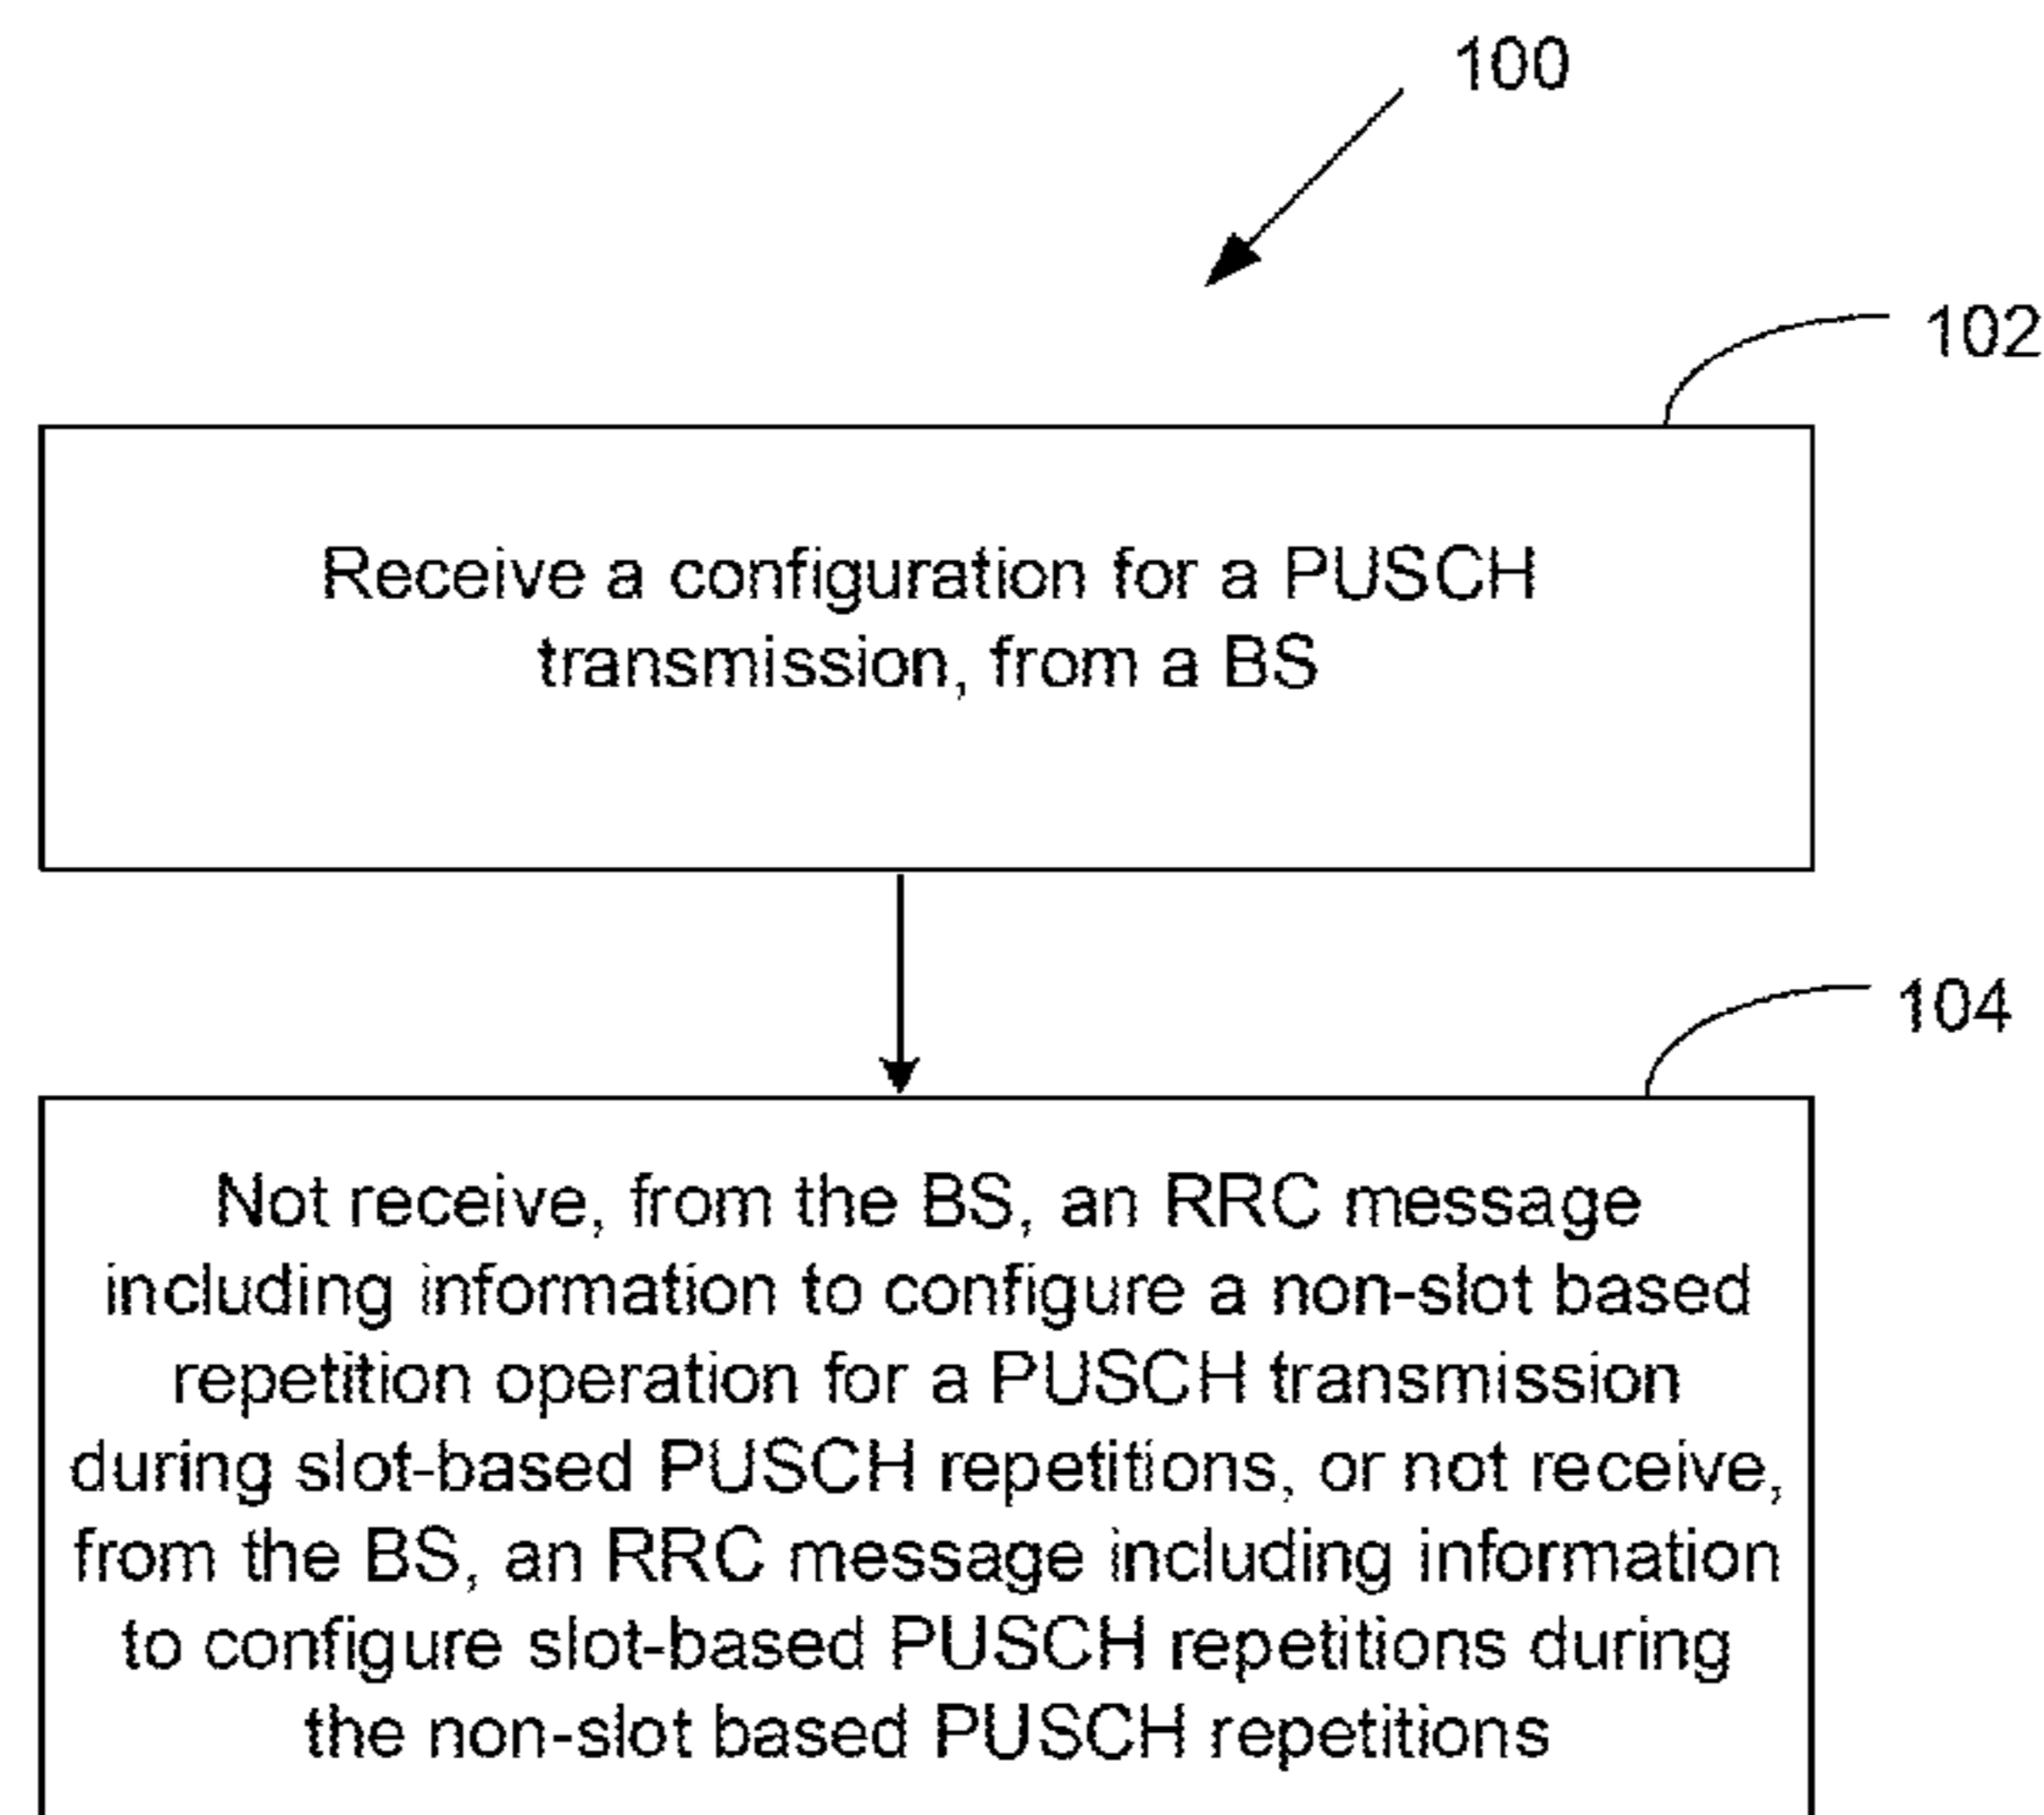 100
102
Receive a configuration for a PUSCH
transmission, from a BS
104
Not receive, from the BS, an RRC message
including information to configure a non-slot based
repetition operation for a PUSCH transmission
during slot-based PUSCH repetitions, or not receive,
from the BS, an RRC message including information
to configure slot-based PUSCH repetitions during
the non-slot based PUSCH repetitions